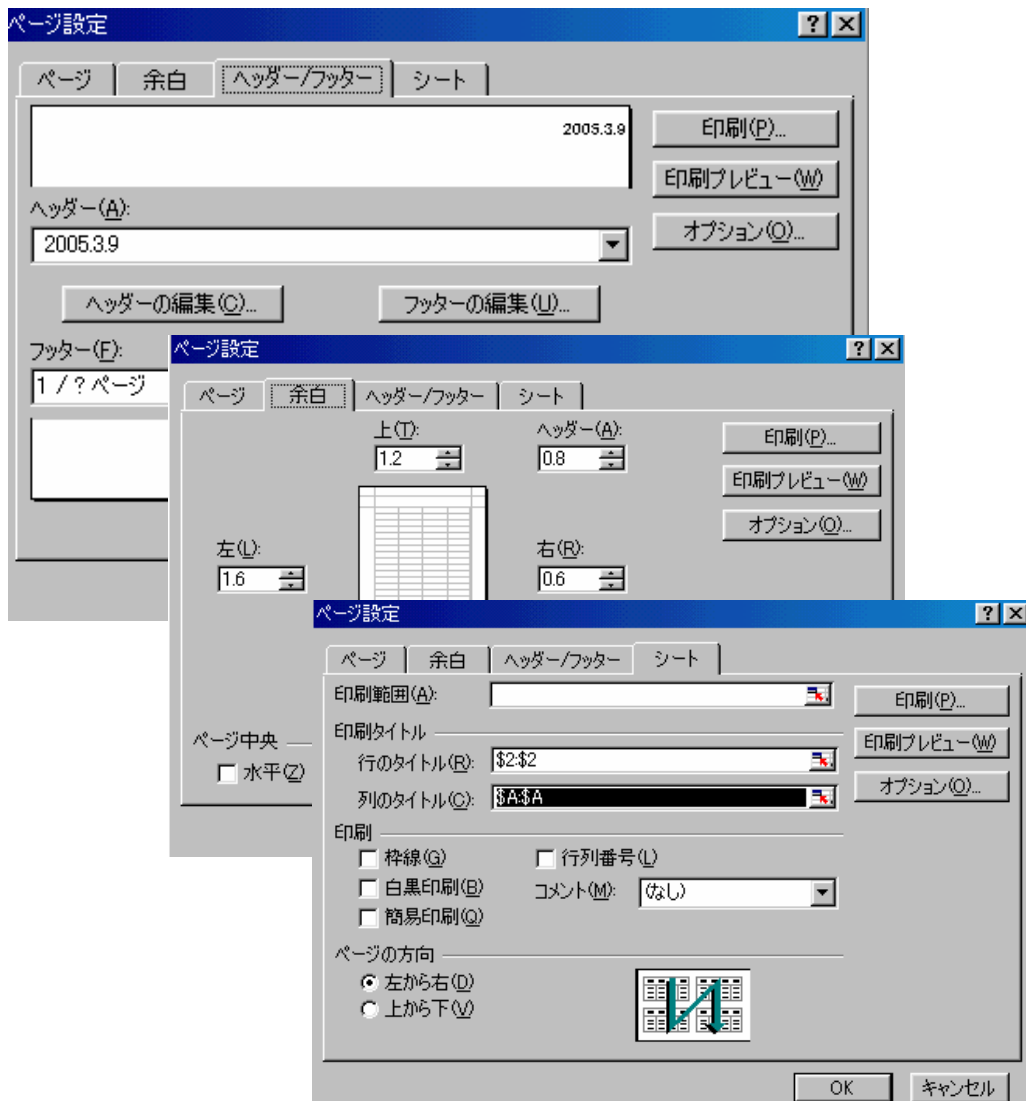 ページ設定
ページ 余白 ヘッダー/フッター シート
2005.3.9
印刷(P)...
印刷プレビュー(W)
オプション(O)...
ヘッダー(A):
2005.3.9
ヘッダーの編集(C)... フッターの編集(U)...
フッター(F):
1 / ? ページ
ページ設定
ページ 余白 ヘッダー/フッター シート
上(T): ヘッダー(A):
1.2 0.8
印刷(P)...
印刷プレビュー(W)
オプション(O)...
左(L): 右(R):
1.6 0.6
ページ中央
水平(Z)
ページ設定
ページ 余白 ヘッダー/フッター シート
印刷範囲(A):
印刷(P)...
印刷タイトル
印刷プレビュー(W)
行のタイトル(R): $2:$2
オプション(O)...
列のタイトル(C): $A:$A
印刷
枠線(G) 行列番号(L)
白黒印刷(B) コメント(M): (なし)
簡易印刷(Q)
ページの方向
左から右(D)
上から下(V)
OK キャンセル